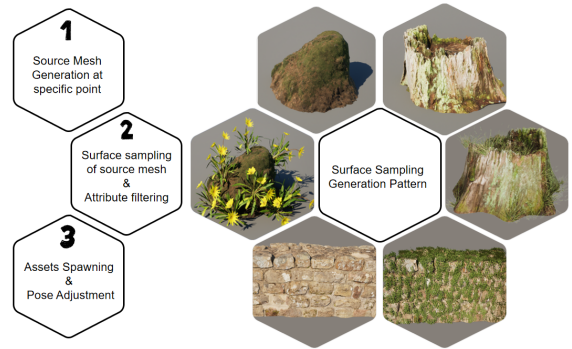 1
Source Mesh
Generation at
specific point
2
Surface sampling
of source mesh
&
Attribute filtering
3
Assets Spawning
&
Pose Adjustment
Surface Sampling
Generation Pattern